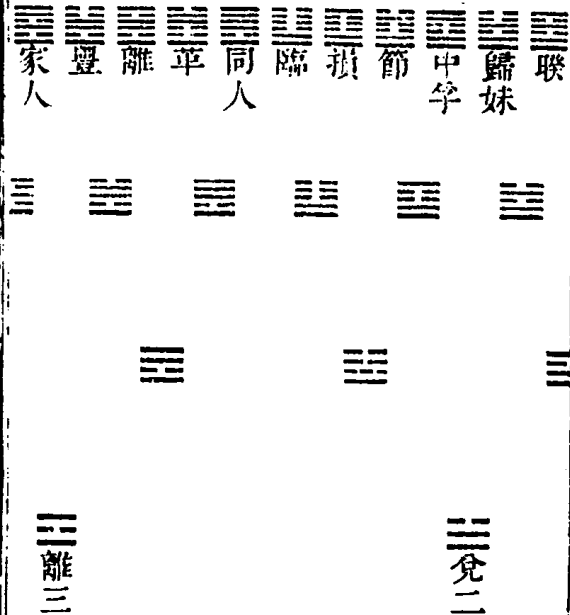 睽
歸妹
中孚
節
損
臨
同人
革
離
豐
家人
兌二
離三